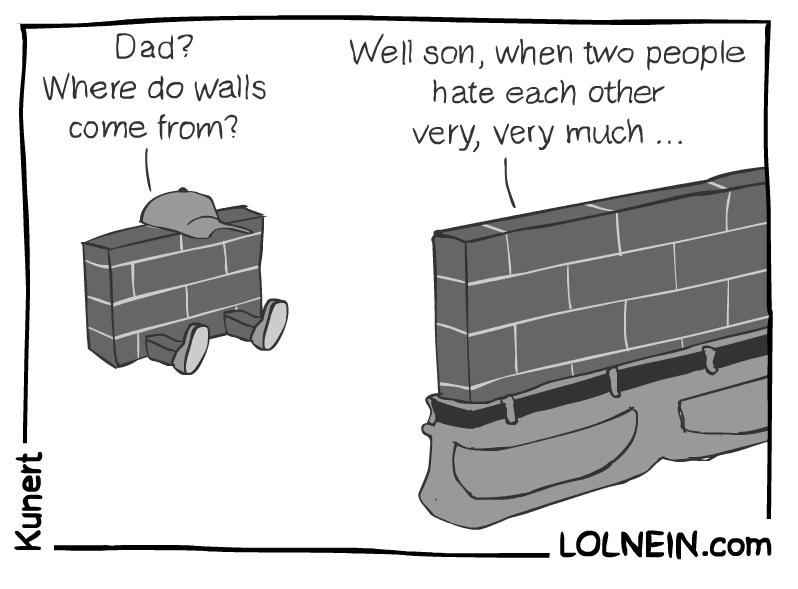 Dad?
Where do walls
come from?
Well son, when two people
hate each other
very, very much ...
Kunert
LOLNEIN.com